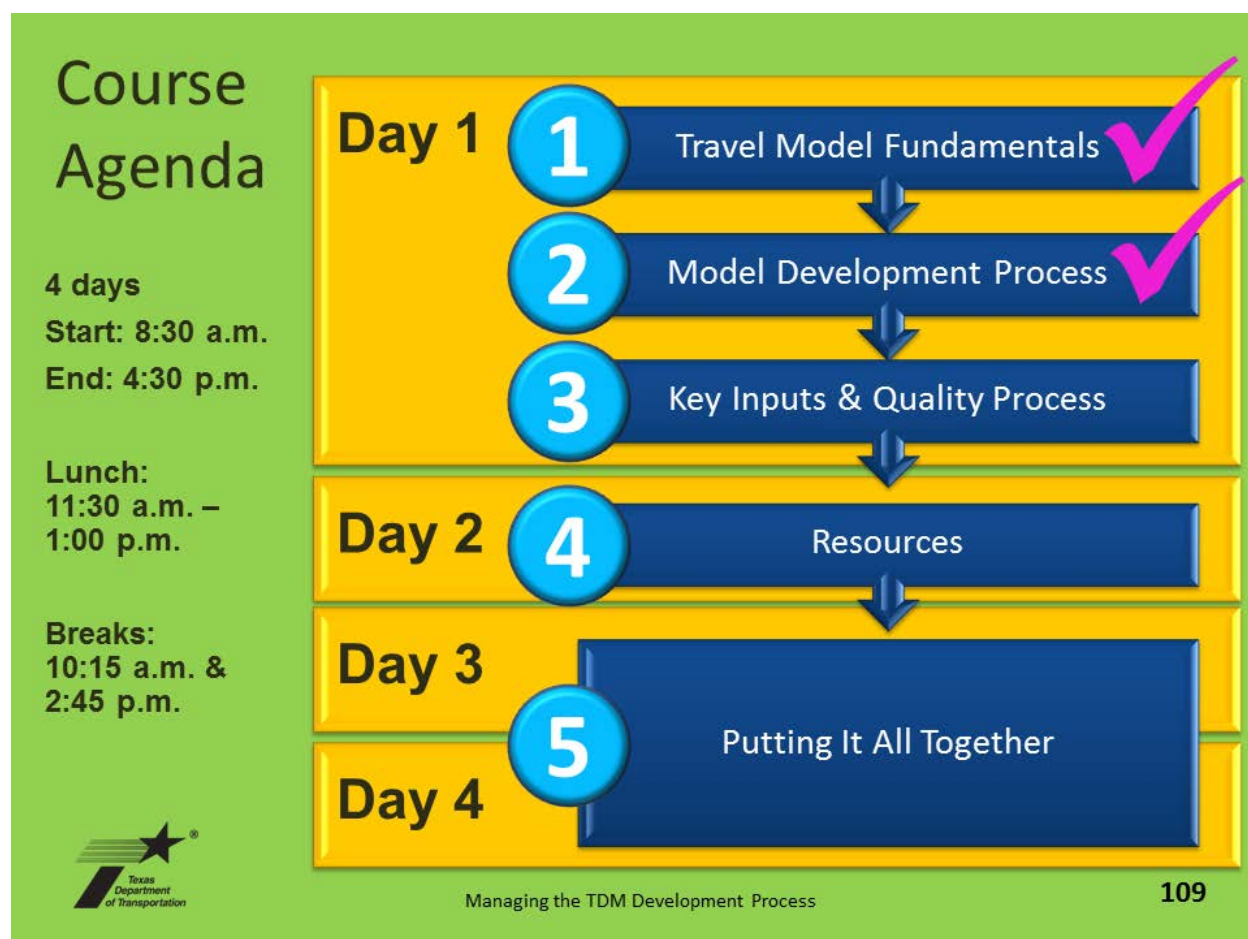 Course
Agenda
4 days
Start: 8:30 a.m.
End: 4:30 p.m.
Lunch:
11:30 a.m. –
1:00 p.m.
Breaks:
10:15 a.m. &
2:45 p.m.
Day 1
1
Travel Model Fundamentals
2
Model Development Process
3
Key Inputs & Quality Process
Day 2
4
Resources
Day 3
5
Putting It All Together
Day 4
®
Texas
Department
of Transportation
Managing the TDM Development Process
109